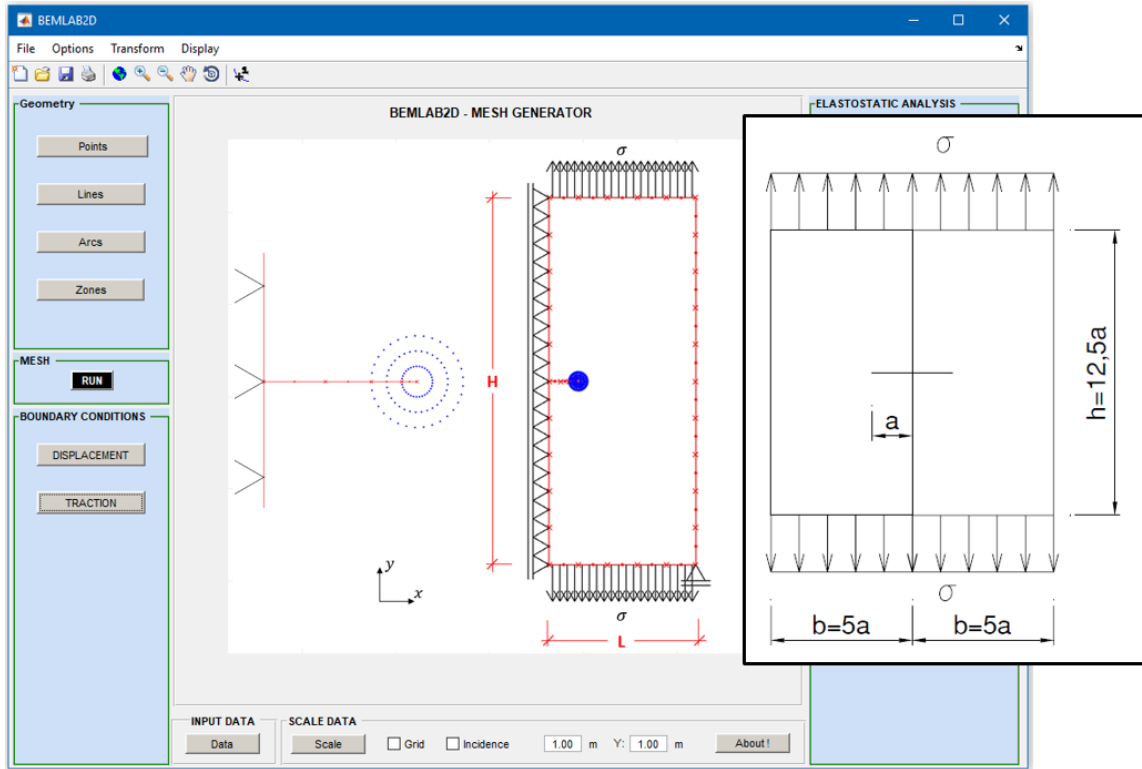 BEMLAB2D
File Options Transform Display
Geometry
Points
Lines
Arcs
Zones
MESH
RUN
BOUNDARY CONDITIONS
DISPLACEMENT
TRACTION
BEMLAB2D - MESH GENERATOR
σ
H
y
x
σ
L
ELASTOSTATIC ANALYSIS
σ
a
h=12,5a
σ
b=5a b=5a
INPUT DATA
Data
SCALE DATA
Scale Grid Incidence 1.00 m Y: 1.00 m About !